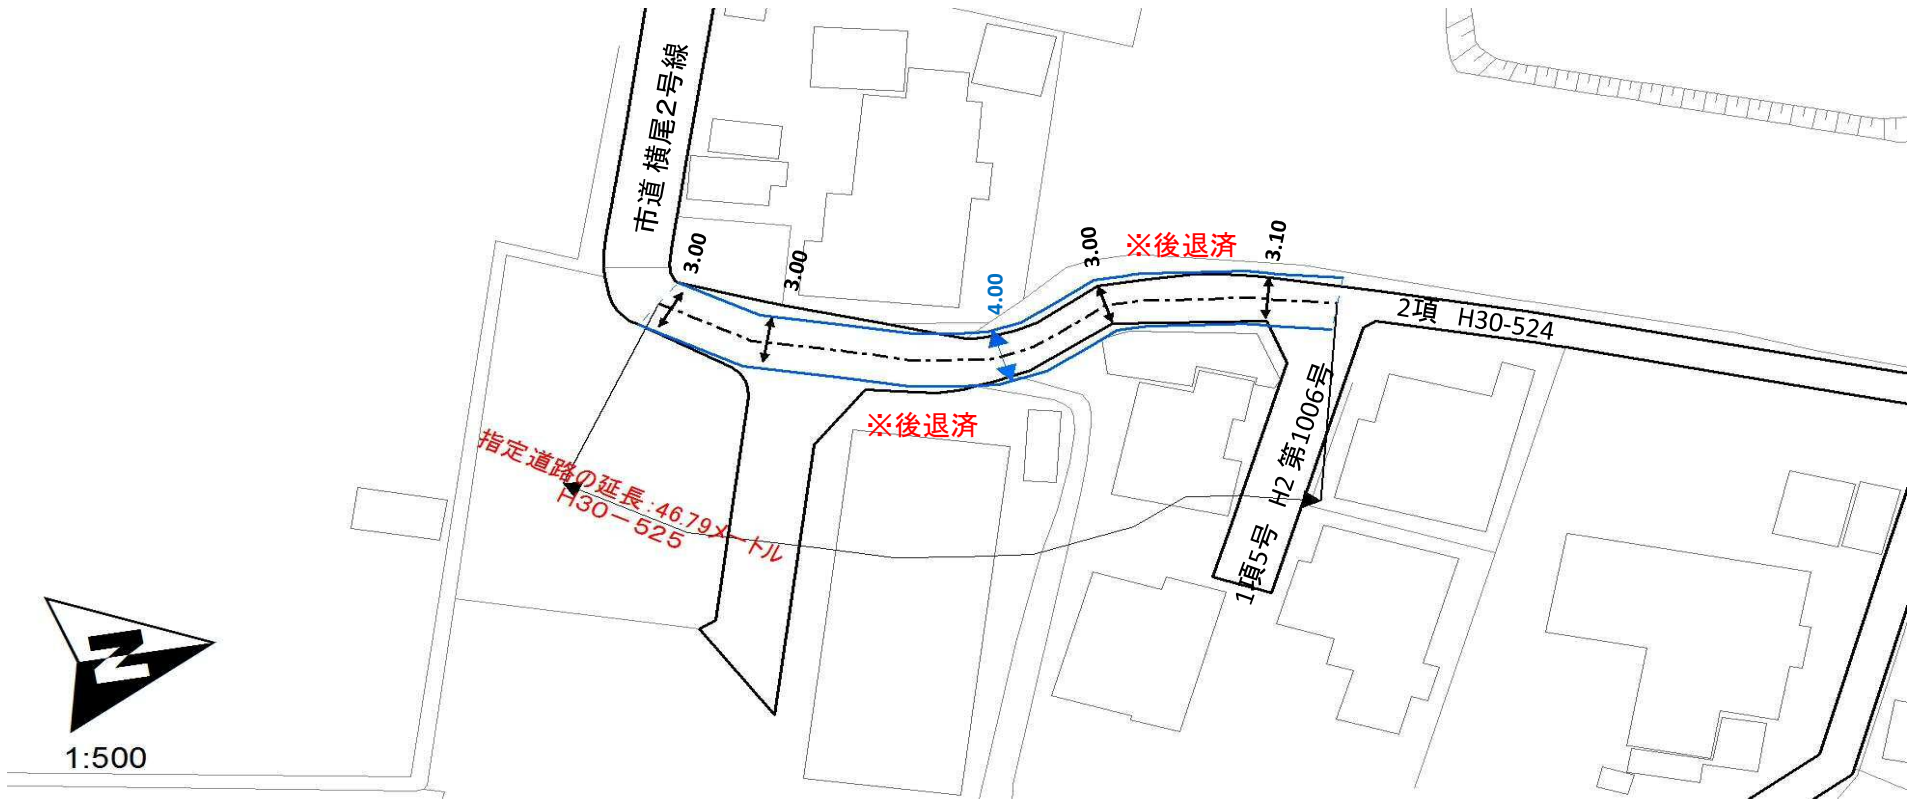 市道 横尾2号線
3.00
3.00
4.00
3.00
※後退済
3.10
2項 H30-524
※後退済
指定道路の延長:46.79メートル
H30－525
1項5号 H2 第1006号
N
1:500